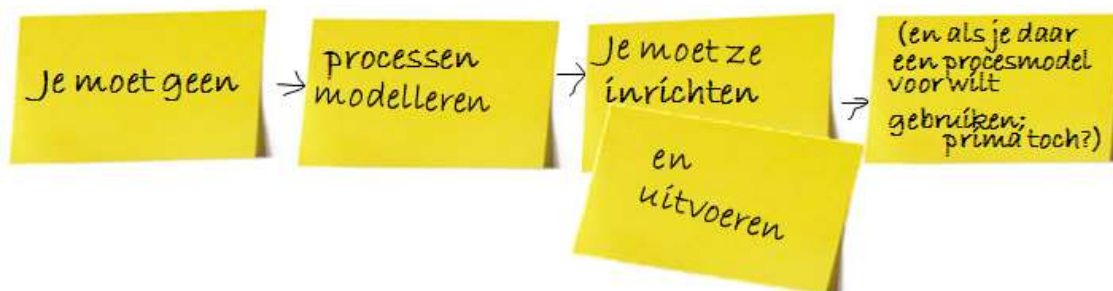 Je moet geen
processen
modelleren
Je moet ze
inrichten
en
uitvoeren
(en als je daar
een procesmodel
voor wilt
gebruiken;
prima toch?)